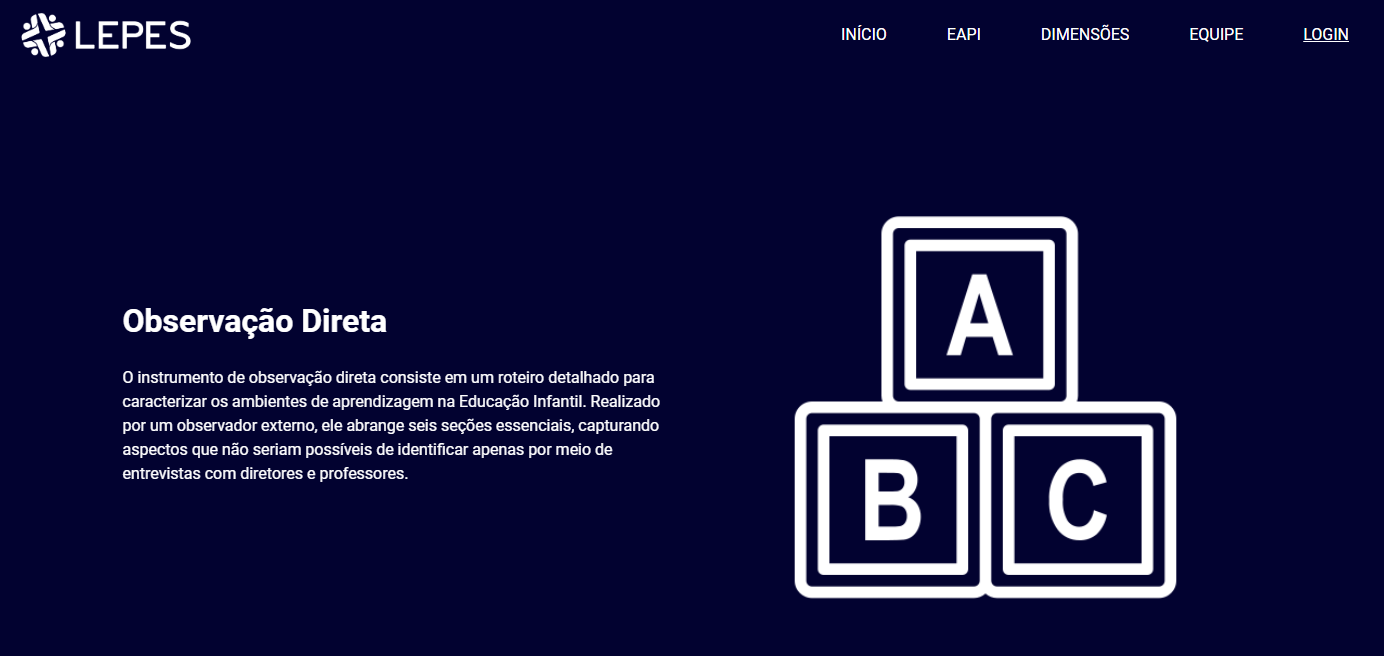 LEPES
INÍCIO EAPI DIMENSÕES EQUIPE LOGIN
Observação Direta
O instrumento de observação direta consiste em um roteiro detalhado para
caracterizar os ambientes de aprendizagem na Educação Infantil. Realizado
por um observador externo, ele abrange seis seções essenciais, capturando
aspectos que não seriam possíveis de identificar apenas por meio de
entrevistas com diretores e professores.
A
B C